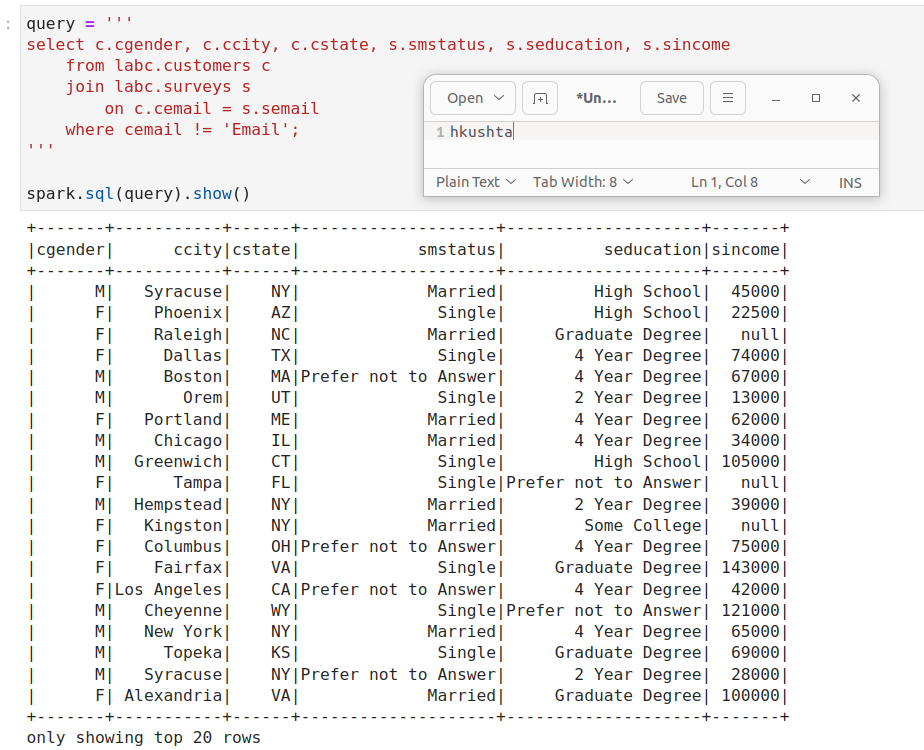 query = '''
select c.cgender, c.ccity, c.cstate, s.smstatus, s.seducation, s.sincome
    from labc.customers c
    join labc.surveys s
        on c.cemail = s.semail
    where cemail != 'Email';
'''
spark.sql(query).show()
Open *Un... Save
1 hkushta
Plain Text Tab Width: 8 Ln 1, Col 8 INS
+-------+-----------+------+--------------------+--------------------+-------+
|cgender|      ccity|cstate|            smstatus|          seducation|sincome|
+-------+-----------+------+--------------------+--------------------+-------+
|      M|   Syracuse|    NY|             Married|         High School|  45000|
|      F|    Phoenix|    AZ|              Single|         High School|  22500|
|      F|    Raleigh|    NC|             Married|     Graduate Degree|   null|
|      F|     Dallas|    TX|              Single|       4 Year Degree|  74000|
|      M|     Boston|    MA|Prefer not to Answer|       4 Year Degree|  67000|
|      M|       Orem|    UT|              Single|       2 Year Degree|  13000|
|      F|   Portland|    ME|             Married|       4 Year Degree|  62000|
|      M|    Chicago|    IL|             Married|       4 Year Degree|  34000|
|      M|  Greenwich|    CT|              Single|         High School| 105000|
|      F|      Tampa|    FL|              Single|Prefer not to Answer|   null|
|      M|  Hempstead|    NY|             Married|       2 Year Degree|  39000|
|      F|   Kingston|    NY|             Married|        Some College|   null|
|      F|   Columbus|    OH|Prefer not to Answer|       4 Year Degree|  75000|
|      F|    Fairfax|    VA|              Single|     Graduate Degree| 143000|
|      F|Los Angeles|    CA|Prefer not to Answer|       4 Year Degree|  42000|
|      M|   Cheyenne|    WY|              Single|Prefer not to Answer| 121000|
|      M|   New York|    NY|             Married|       4 Year Degree|  65000|
|      M|     Topeka|    KS|              Single|     Graduate Degree|  69000|
|      M|   Syracuse|    NY|Prefer not to Answer|       2 Year Degree|  28000|
|      F| Alexandria|    VA|             Married|     Graduate Degree| 100000|
+-------+-----------+------+--------------------+--------------------+-------+
only showing top 20 rows